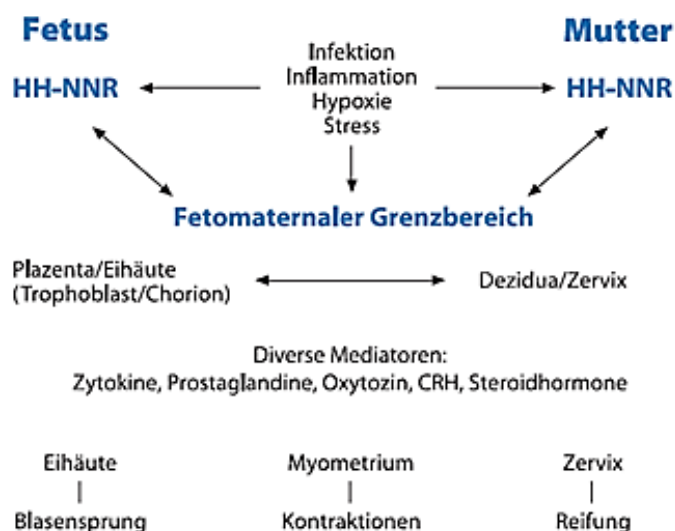 Fetus
Mutter
Infektion
Inflammation
Hypoxie
Stress
HH-NNR
HH-NNR
Fetomaternaler Grenzbereich
Plazenta/Eihäute
(Trophoblast/Chorion)
Dezidua/Zervix
Diverse Mediatoren:
Zytokine, Prostaglandine, Oxytozin, CRH, Steroidhormone
Eihäute
Myometrium
Zervix
Blasensprung
Kontraktionen
Reifung